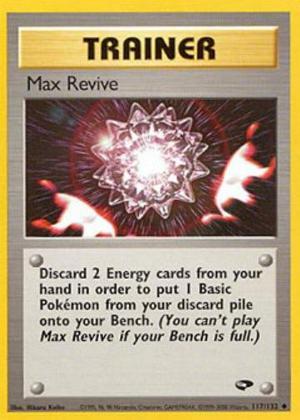 TRAINER
Max Revive
Discard 2 Energy cards from your
hand in order to put 1 Basic
Pokémon from your discard pile
onto your Bench. (You can't play
Max Revive if your Bench is full.)
Illus. Hikaru Koike
117/132